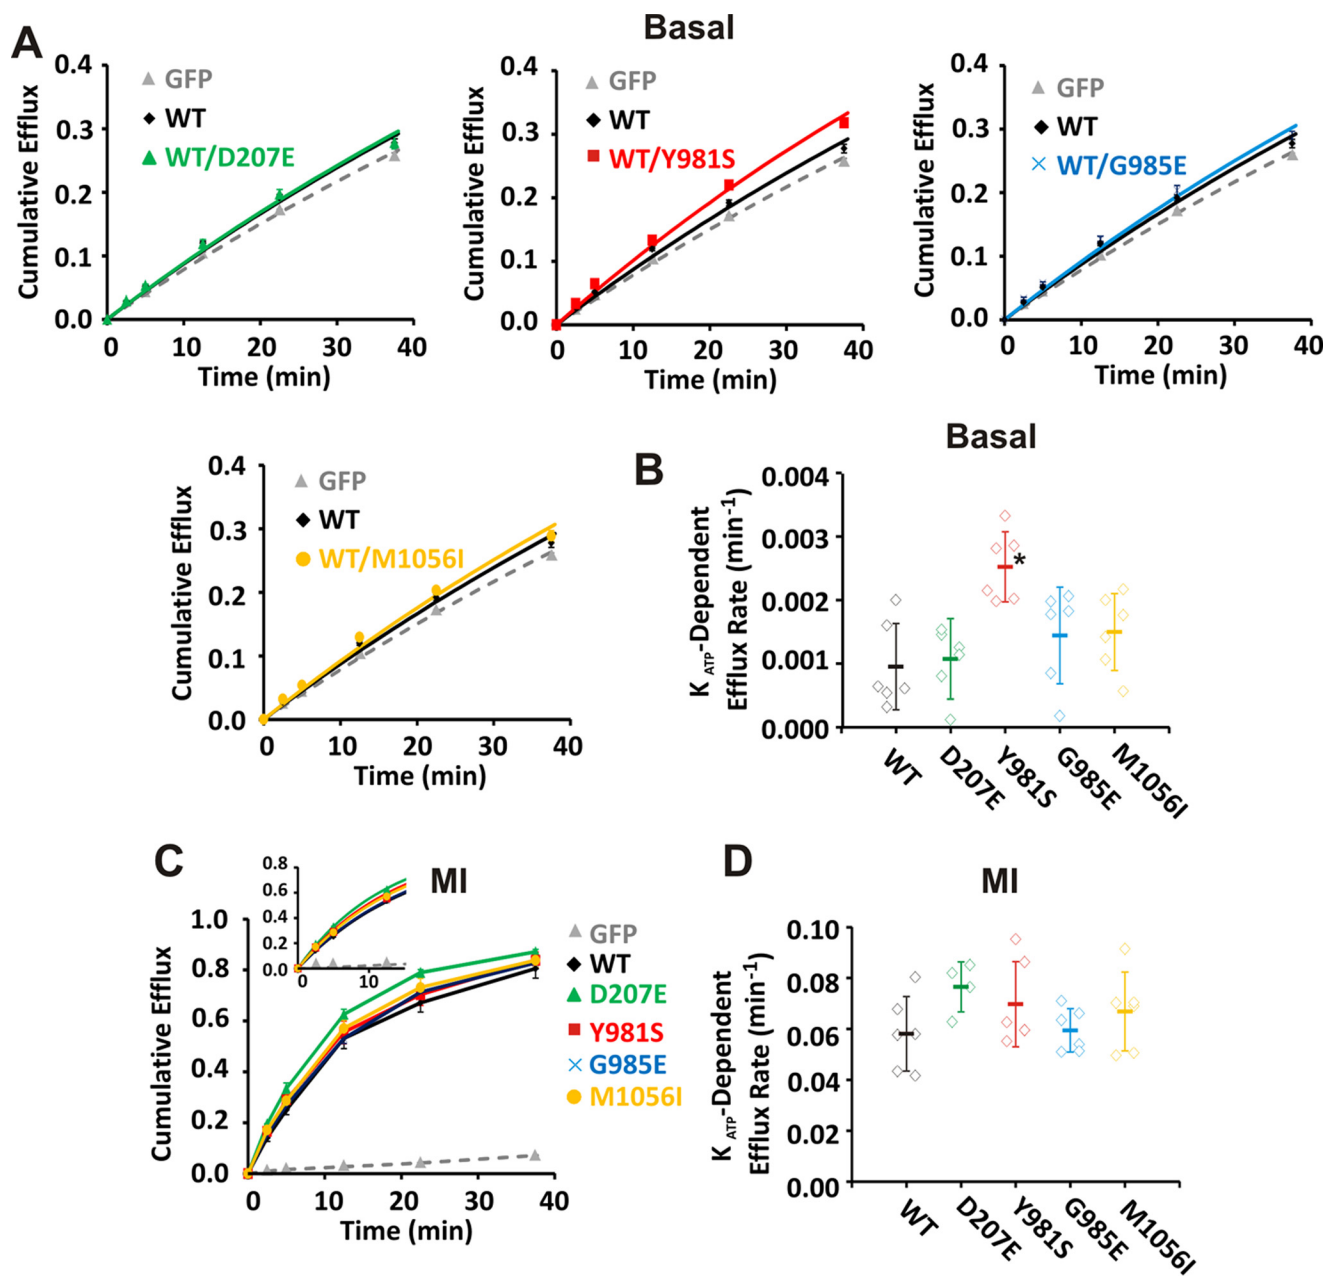 A
Basal
0.4
0.3
0.2
0.1
0.0
Cumulative Efflux
GFP
WT
WT/D207E
0 10 20 30 40
Time (min)
0.4
0.3
0.2
0.1
0.0
Cumulative Efflux
GFP
WT
WT/Y981S
0 10 20 30 40
Time (min)
0.4
0.3
0.2
0.1
0.0
Cumulative Efflux
GFP
WT
WT/G985E
0 10 20 30 40
Time (min)
0.4
0.3
0.2
0.1
0.0
Cumulative Efflux
GFP
WT
WT/M1056I
0 10 20 30 40
Time (min)
B
Basal
K ATP-Dependent
Efflux Rate (min-1)
0.004
0.003
0.002
0.001
0.000
*
WT
D207E
Y981S
G985E
M1056I
C
MI
0.8
0.6
0.4
0.2
0.0
0 10
1.0
0.8
0.6
0.4
0.2
0.0
Cumulative Efflux
0 10 20 30 40
Time (min)
GFP
WT
D207E
Y981S
G985E
M1056I
D
MI
K ATP-Dependent
Efflux Rate (min-1)
0.10
0.08
0.06
0.04
0.02
0.00
WT
D207E
Y981S
G985E
M1056I